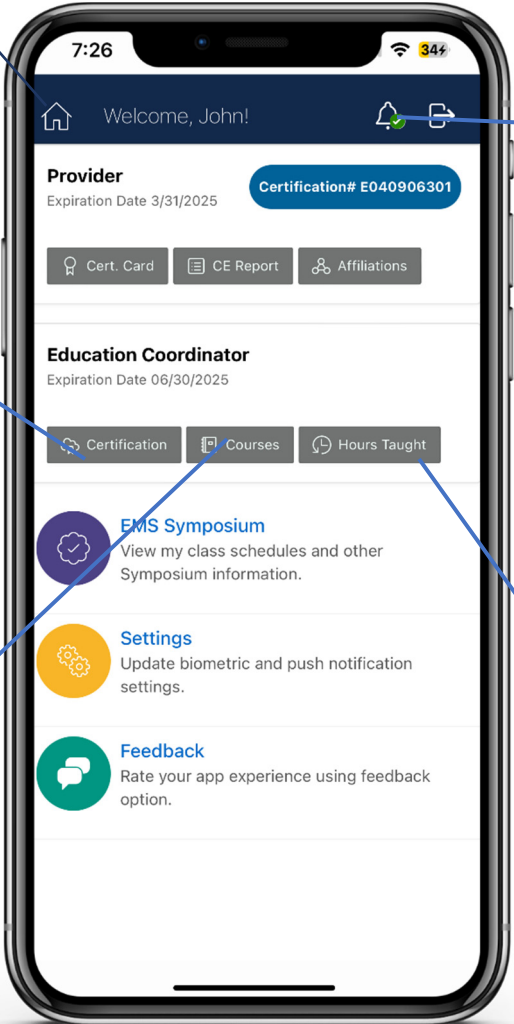 7:26
34
Welcome, John!
Provider
Expiration Date 3/31/2025
Certification# E040906301
Cert. Card
CE Report
Affiliations
Education Coordinator
Expiration Date 06/30/2025
Certification
Courses
Hours Taught
EMS Symposium
View my class schedules and other
Symposium information.
Settings
Update biometric and push notification
settings.
Feedback
Rate your app experience using feedback
option.